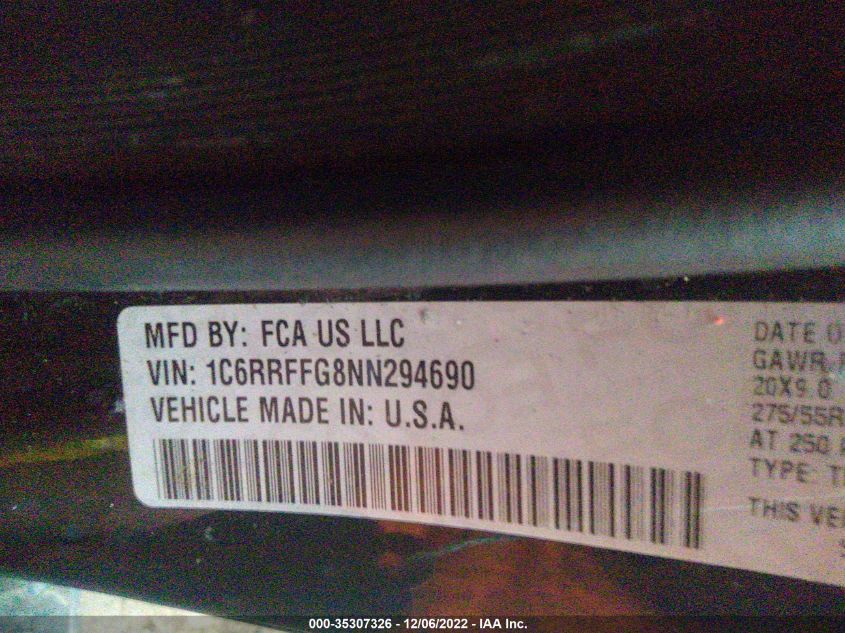 MFD BY: FCA US LLC
VIN: 1C6RRFFG8NN294690
VEHICLE MADE IN: U.S.A.
DATE
GAWR
20X9.0
275/55R
AT 250
TYPE:
THIS
000-35307326 - 12/06/2022 - IAA Inc.